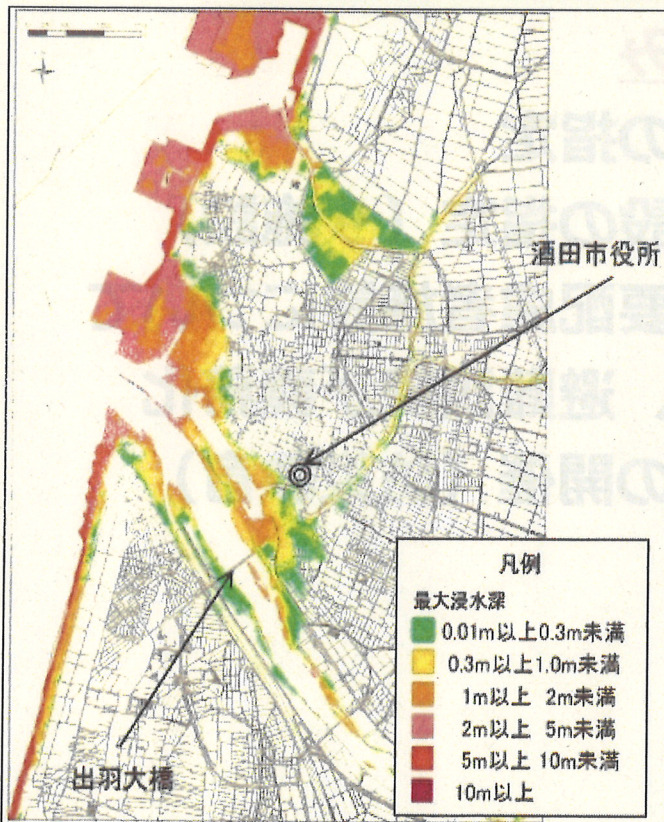 酒田市役所
出羽大橋
凡例
最大浸水深
0.01m以上0.3m未満
0.3m以上1.0m未満
1m以上 2m未満
2m以上 5m未満
5m以上 10m未満
10m以上